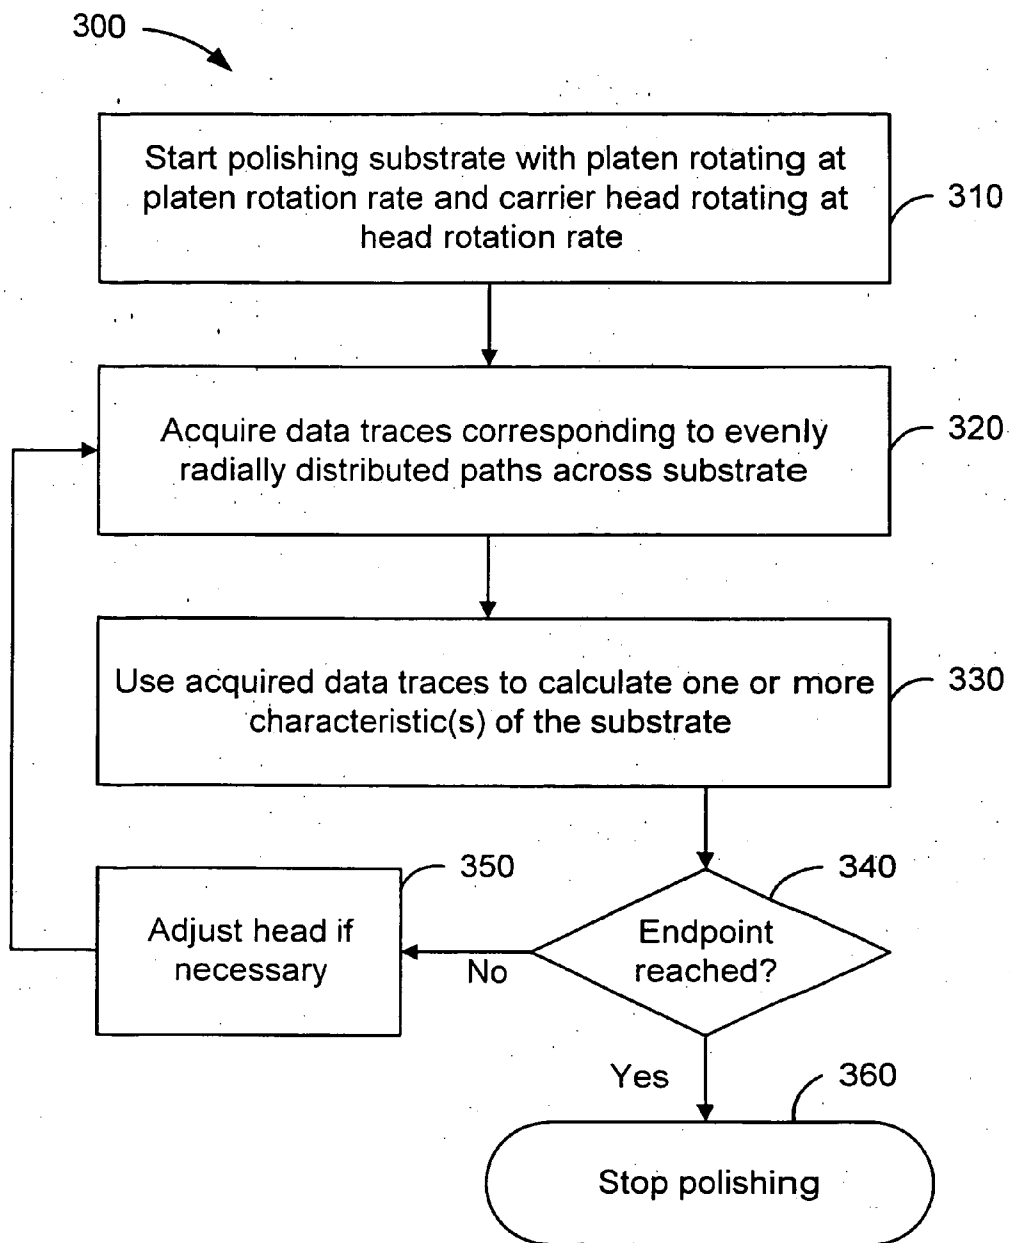 300
Start polishing substrate with platen rotating at
platen rotation rate and carrier head rotating at
head rotation rate
310
Acquire data traces corresponding to evenly
radially distributed paths across substrate
320
Use acquired data traces to calculate one or more
characteristic(s) of the substrate
330
350
340
Adjust head if
necessary
Endpoint
reached?
No
Yes
360
Stop polishing